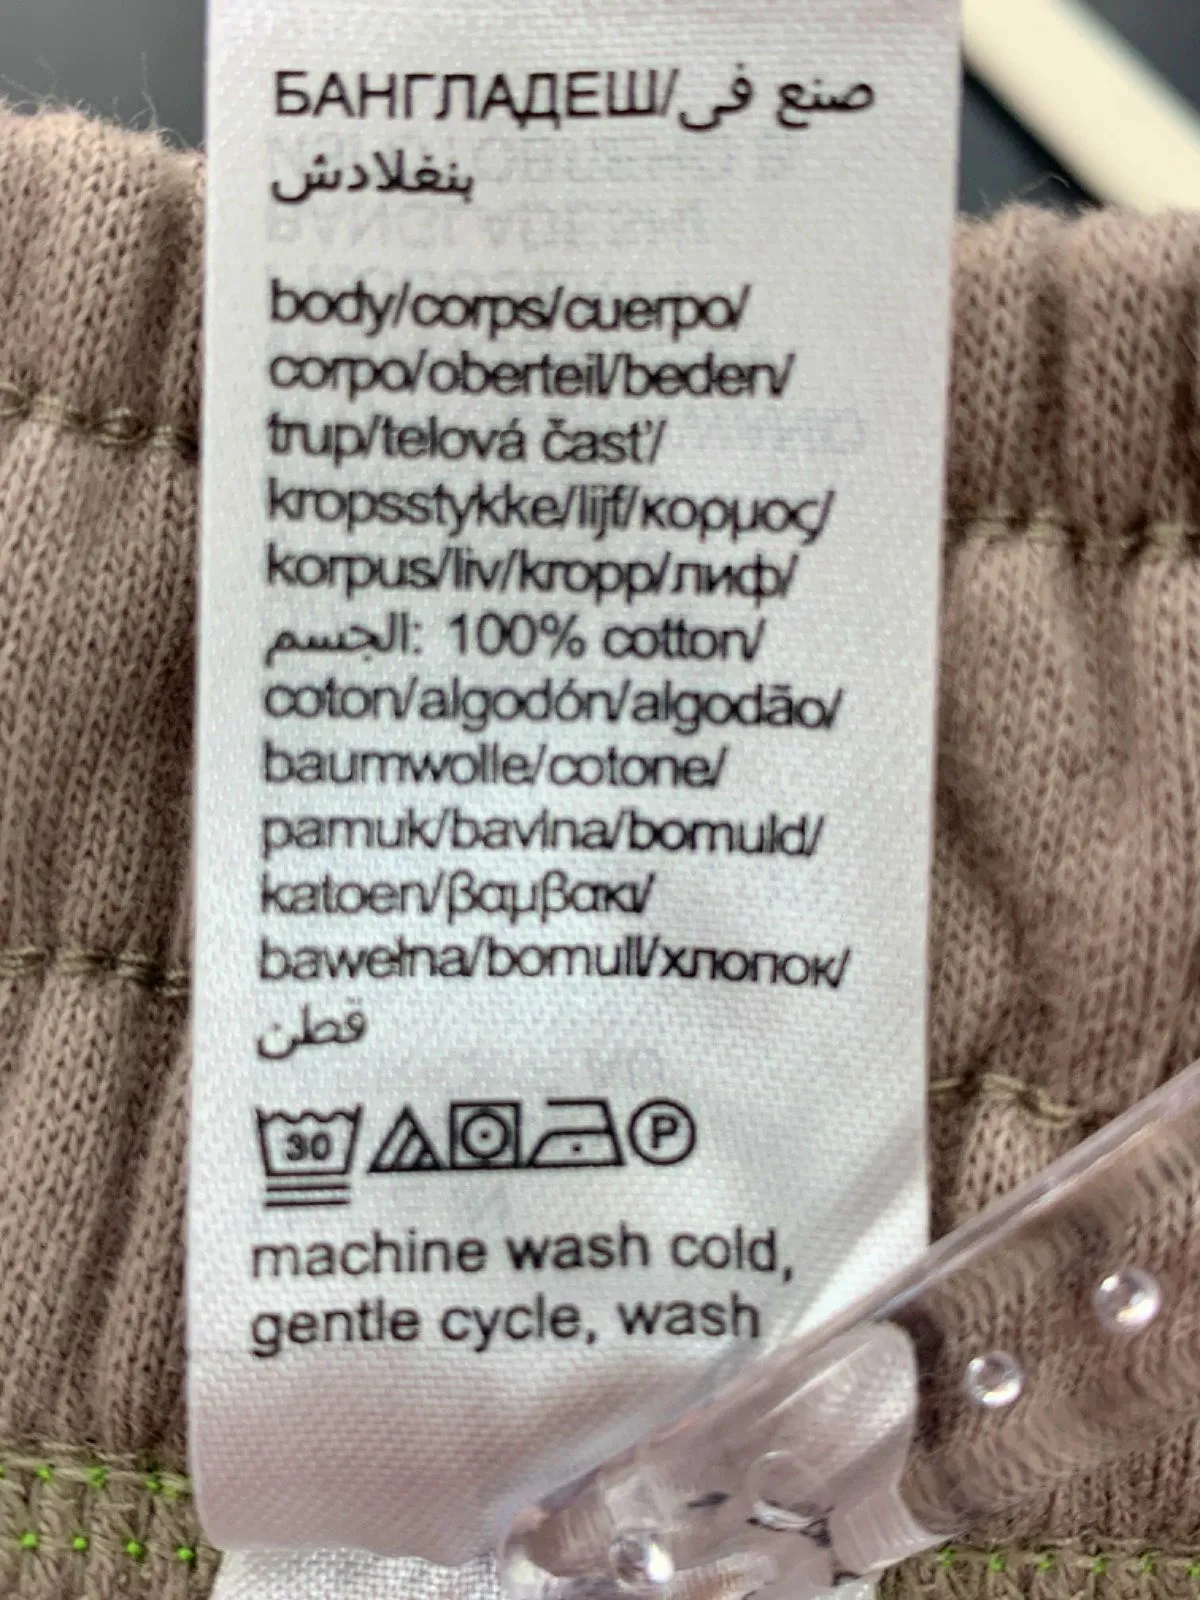 БАНГЛАДЕШ/صنع فى
بنغلادش
body/corps/cuerpo/
corpo/oberteil/beden/
trup/telová časť/
kropsstykke/lijf/κορμος/
korpus/liv/kropp/лиф/
الجسم: 100% cotton/
coton/algodón/algodão/
baumwolle/cotone/
pamuk/bavlna/bomuld/
katoen/βαμβακι/
bawełna/bomull/хлопок/
قطن
30 P
machine wash cold,
gentle cycle, wash